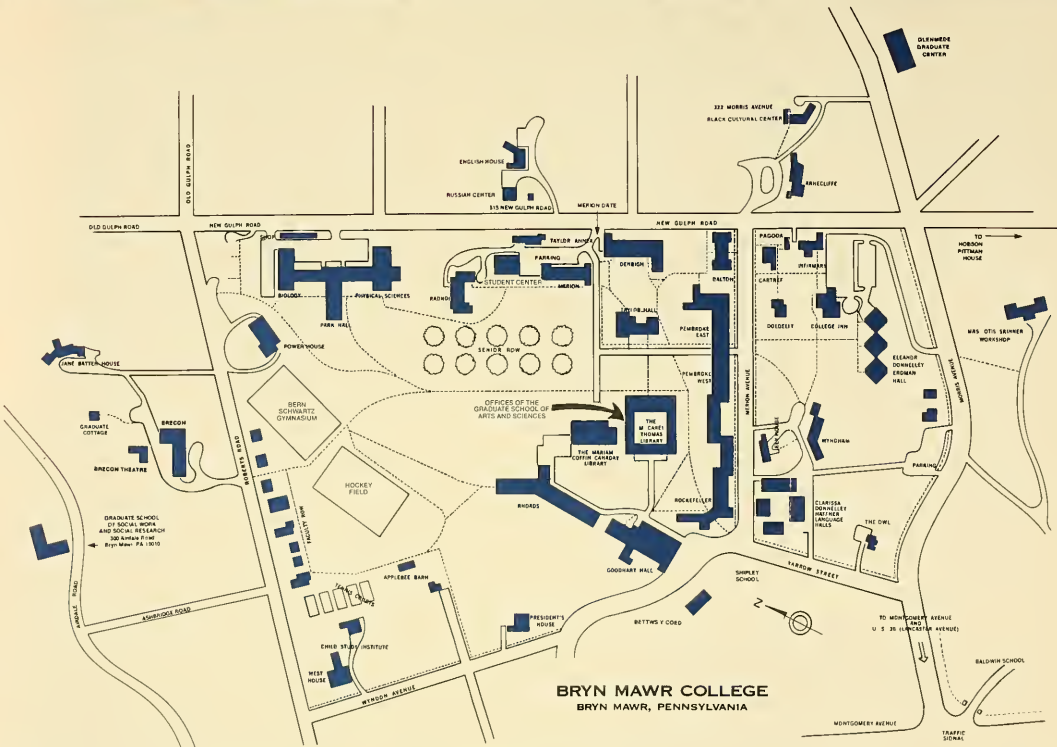 GLENMEDE
GRADUATE
CENTER
333 MORRIS AVENUE
BLACK CULTURAL CENTER
ARNECLIFFE
OLD GULPH ROAD
ENGLISH HOUSE
RUSSIAN CENTER
315 NEW GULPH ROAD
MERION GATE
OLD GULPH ROAD
NEW GULPH ROAD
NEW GULPH ROAD
SHOP
TAYLOR ANNEX
PARKING
DENBIGH
DALTON
PAGODA
INFIRMARY
TO
HOBSON
PITTMAN
HOUSE
BIOLOGY
PHYSICAL SCIENCES
PARK HALL
RADNOR
STUDENT CENTER
MERION
CARTREF
TAYLOR HALL
PEMBROKE
EAST
DOLGELLY
COLLEGE INN
MRS. OTIS SKINNER
WORKSHOP
POWER HOUSE
SENIOR ROW
JANE BATTER HOUSE
PEMBROKE
WEST
MERION AVENUE
ELEANOR
DONNELLEY
ERDMAN
HALL
MORRIS AVENUE
BERN
SCHWARTZ
GYMNASIUM
OFFICES OF THE
GRADUATE SCHOOL OF
ARTS AND SCIENCES
THE
M. CAREY
THOMAS
LIBRARY
GRADUATE
COTTAGE
BRECON
BRECON THEATRE
ROBERTS ROAD
THE MARIAM
COFFIN CANADAY
LIBRARY
WYNDHAM
PARKING
HOCKEY
FIELD
RHOADS
ROCKEFELLER
CLARISSA
DONNELLEY
HAFFNER
LANGUAGE
HALLS
THE OWL
GRADUATE SCHOOL
OF SOCIAL WORK
AND SOCIAL RESEARCH
300 Airdale Road
Bryn Mawr PA 19010
FACULTY ROW
GOODHART HALL
YARROW STREET
SHIPLEY
SCHOOL
AIRDALE ROAD
ASHBRIDGE ROAD
TENNIS COURTS
APPLEBEE BARN
BETTWS Y COED
Z
PRESIDENT'S
HOUSE
CHILD STUDY INSTITUTE
WEST
HOUSE
WYNDON AVENUE
TO MONTGOMERY AVENUE
AND
U S 30 (LANCASTER AVENUE)
BALDWIN SCHOOL
BRYN MAWR COLLEGE
BRYN MAWR, PENNSYLVANIA
MONTGOMERY AVENUE
TRAFFIC
SIGNAL